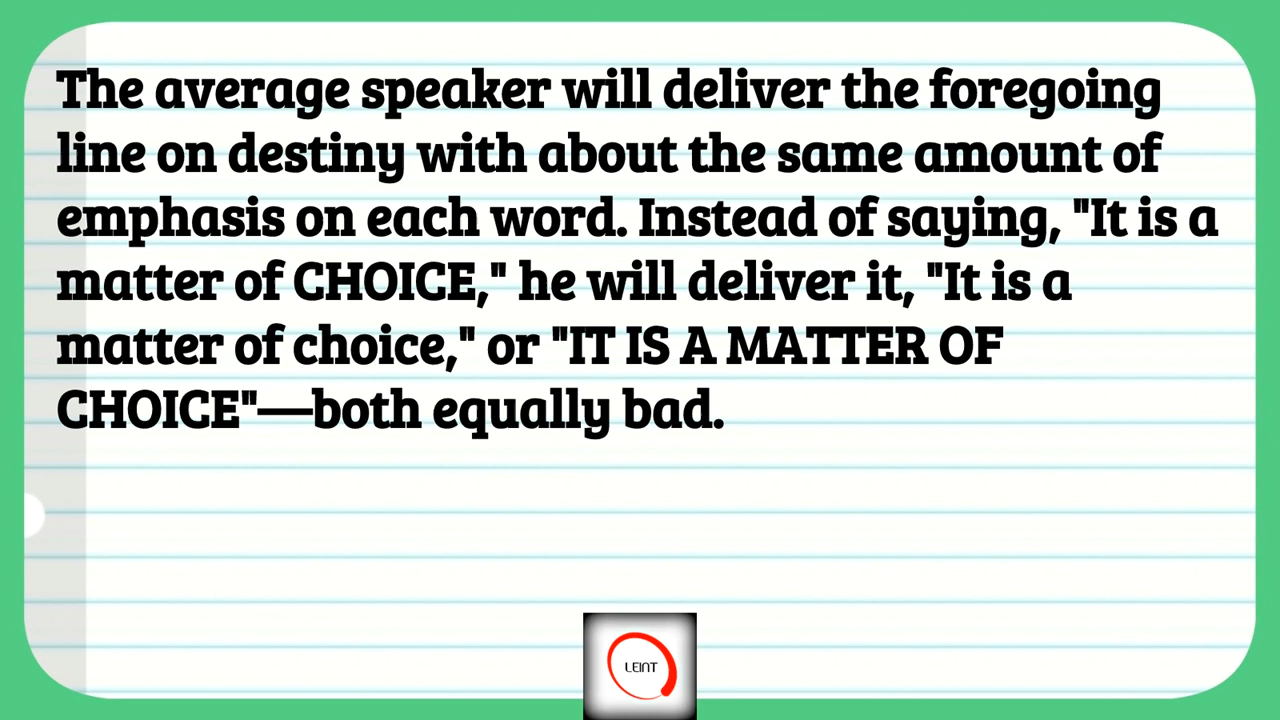 The average speaker will deliver the foregoing
line on destiny with about the same amount of
emphasis on each word. Instead of saying, "It is a
matter of CHOICE," he will deliver it, "It is a
matter of choice," or "IT IS A MATTER OF
CHOICE"—both equally bad.
LEINT